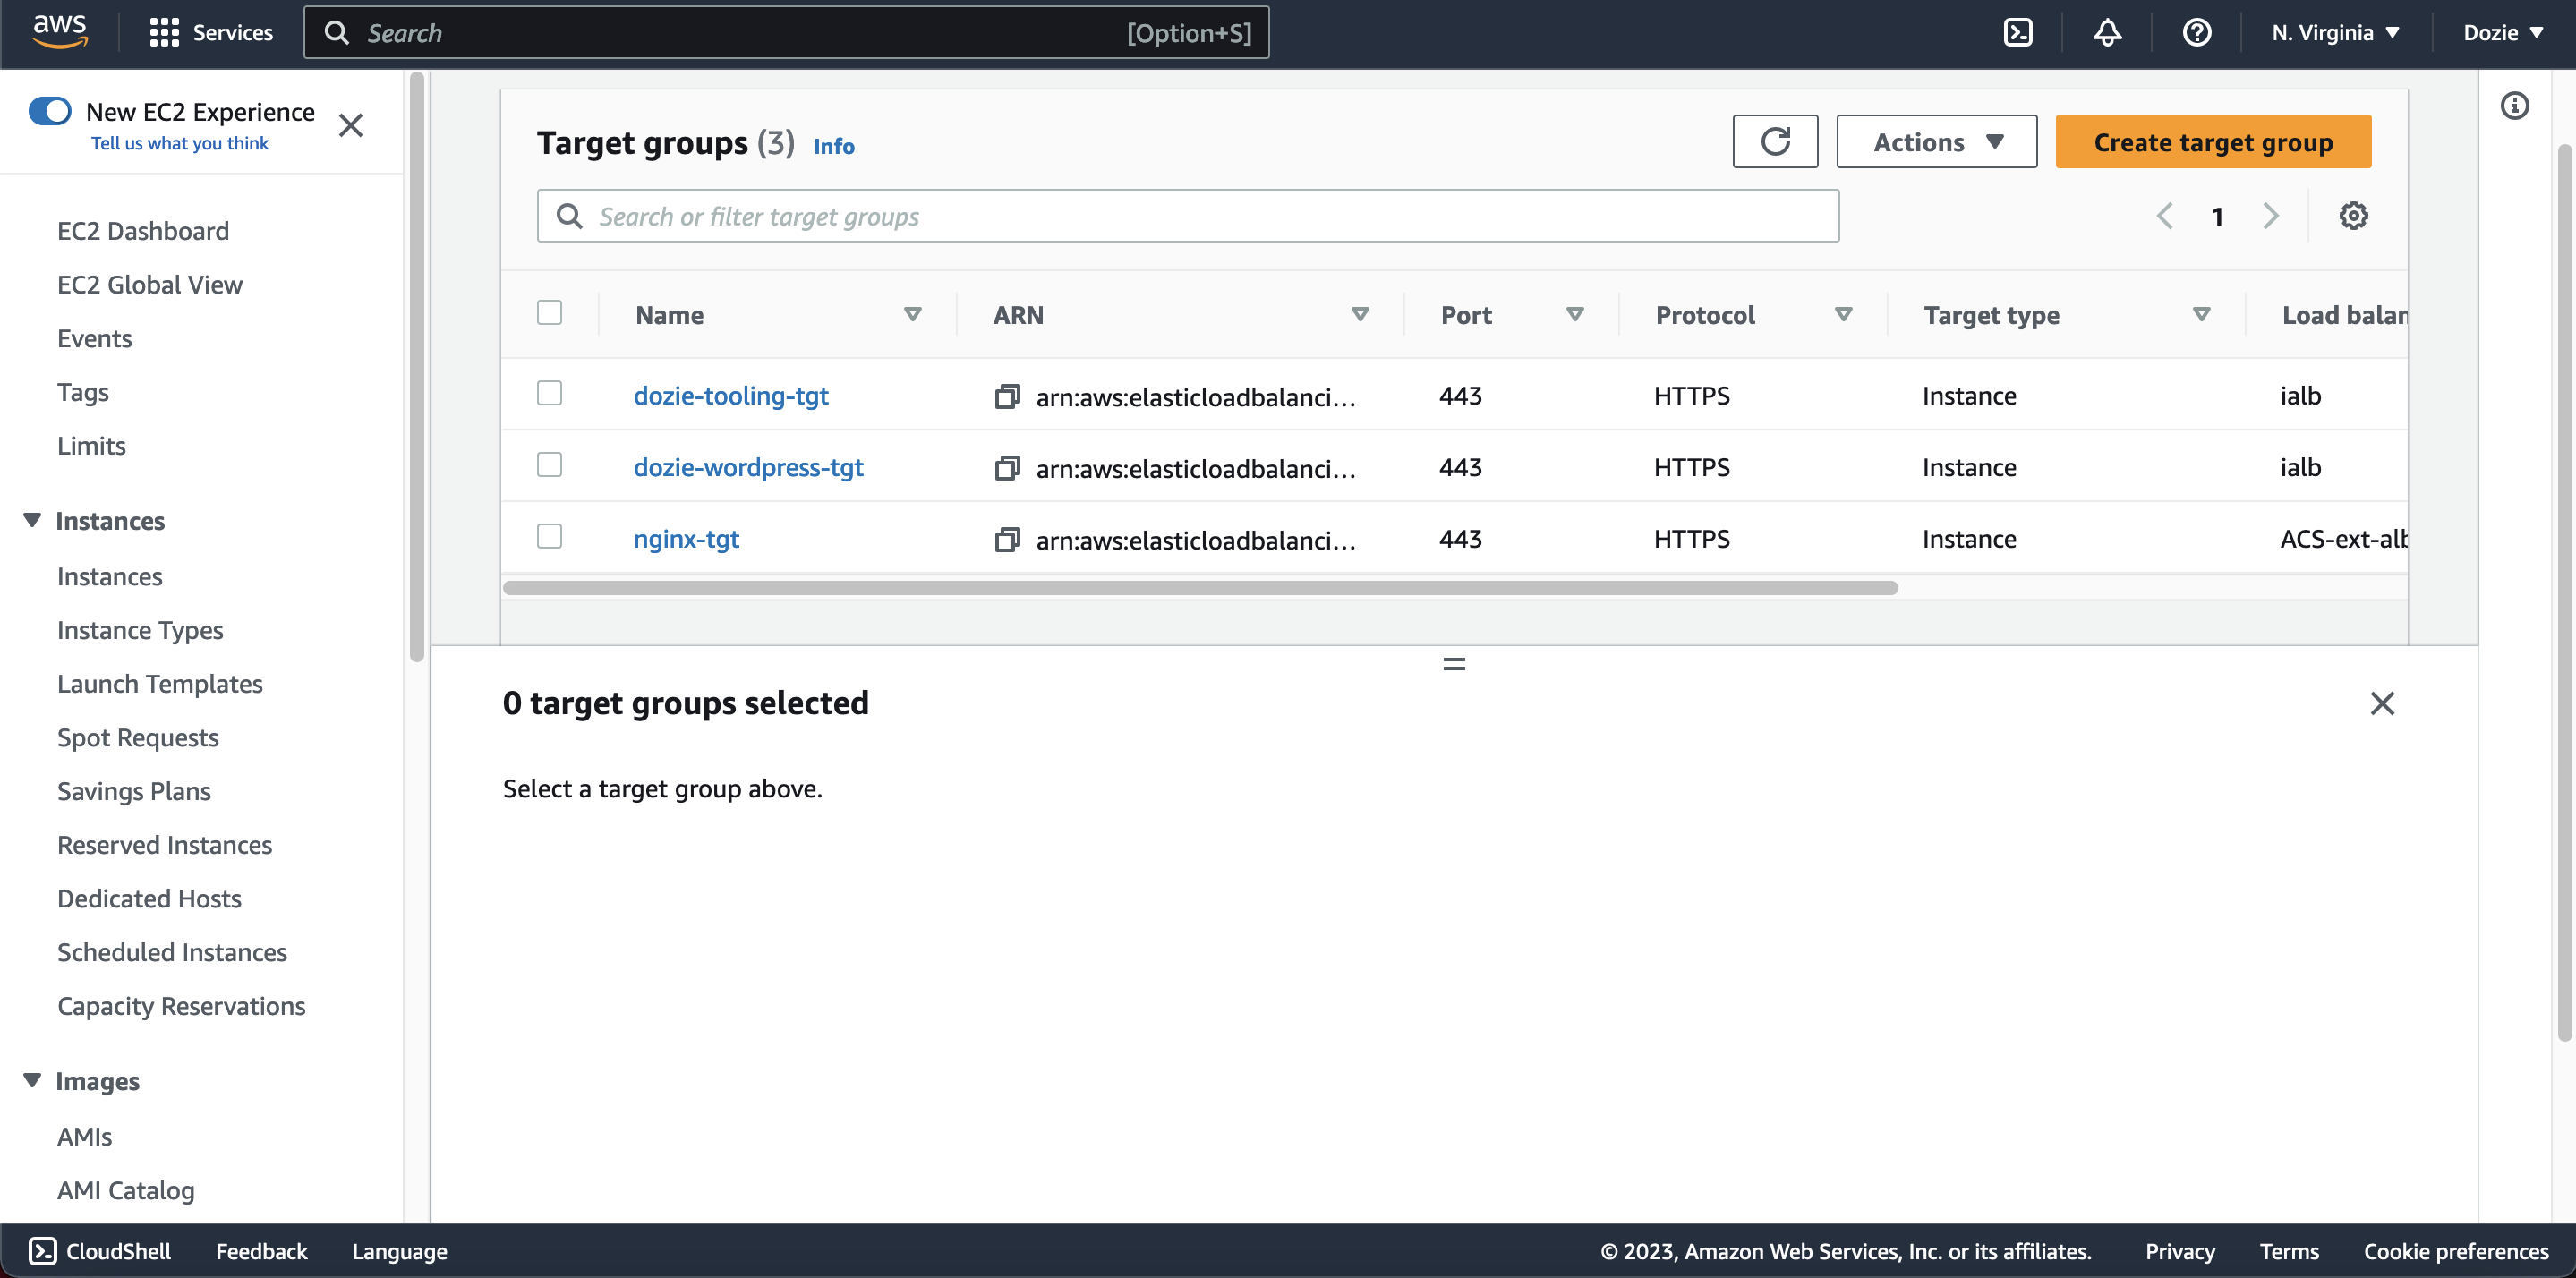 aws
Services
Search [Option+S]
N. Virginia
Dozie
New EC2 Experience
Tell us what you think
EC2 Dashboard
EC2 Global View
Events
Tags
Limits
Instances
Instances
Instance Types
Launch Templates
Spot Requests
Savings Plans
Reserved Instances
Dedicated Hosts
Scheduled Instances
Capacity Reservations
Images
AMIs
AMI Catalog
Target groups (3) Info
Actions
Create target group
Search or filter target groups
1
Name ARN Port Protocol Target type Load balan
dozie-tooling-tgt arn:aws:elasticloadbalanci... 443 HTTPS Instance ialb
dozie-wordpress-tgt arn:aws:elasticloadbalanci... 443 HTTPS Instance ialb
nginx-tgt arn:aws:elasticloadbalanci... 443 HTTPS Instance ACS-ext-alb
0 target groups selected
Select a target group above.
CloudShell Feedback Language © 2023, Amazon Web Services, Inc. or its affiliates. Privacy Terms Cookie preferences